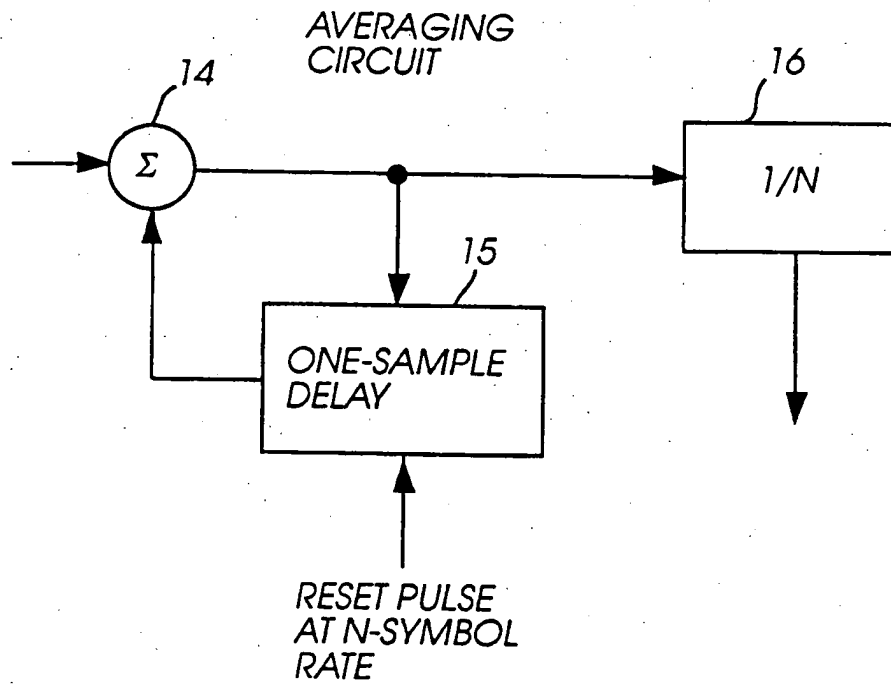 AVERAGING
CIRCUIT
14
16
Σ
1/N
15
ONE-SAMPLE
DELAY
RESET PULSE
AT N-SYMBOL
RATE